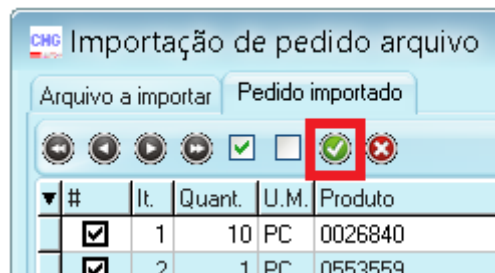 CHG Importação de pedido arquivo
Arquivo a importar Pedido importado
# It. Quant. U.M. Produto
1 10 PC 0026840
2 1 PC 0553559